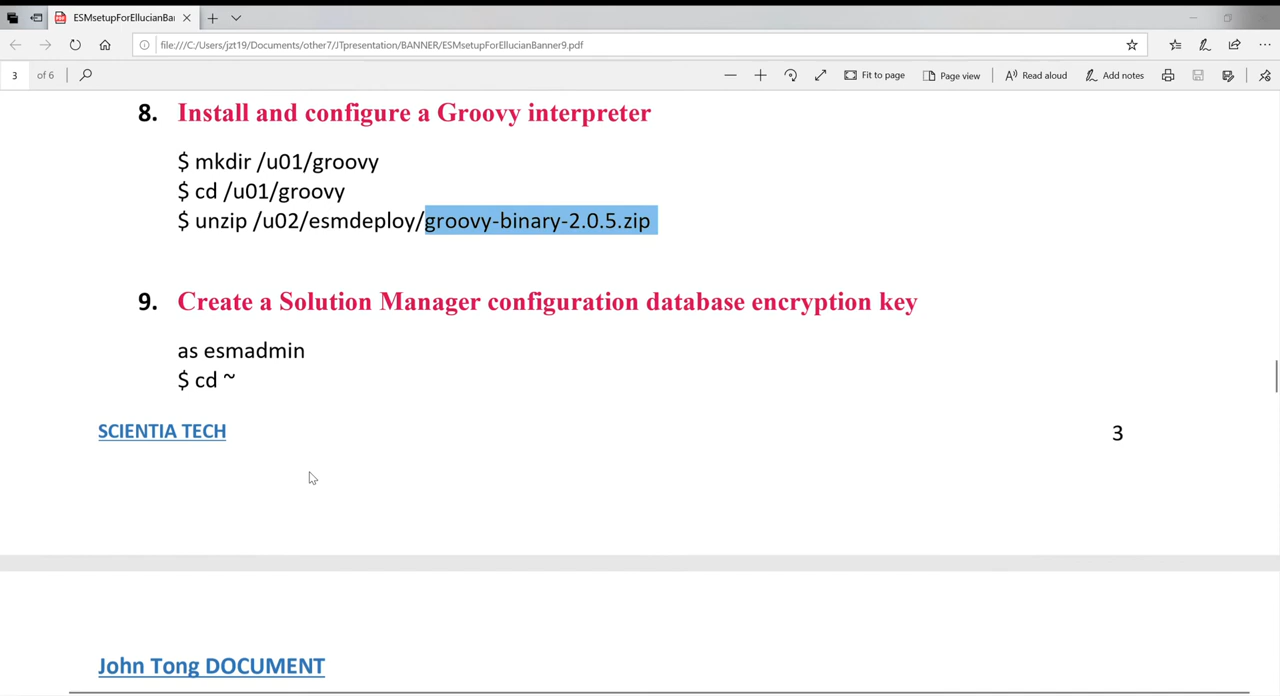 ESMsetupForEllucianBa
file:///C:/Users/jzt19/Documents/other7/JTpresentation/BANNER/ESMsetupForEllucianBanner9.pdf
3 of 6 Fit to page Page view Read aloud Add notes
8. Install and configure a Groovy interpreter
$ mkdir /u01/groovy
$ cd /u01/groovy
$ unzip /u02/esmdeploy/groovy-binary-2.0.5.zip
9. Create a Solution Manager configuration database encryption key
as esmadmin
$ cd ~
SCIENTIA TECH 3
John Tong DOCUMENT